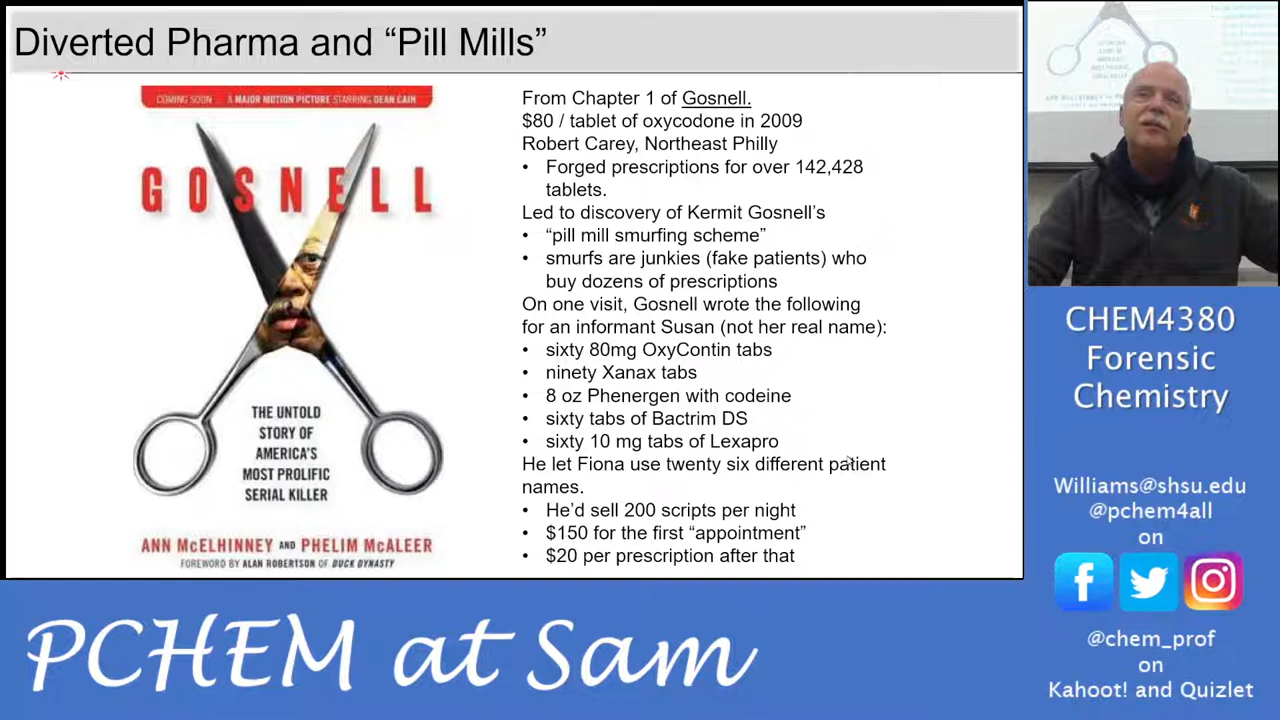 Diverted Pharma and “Pill Mills”
COMING SOON - A MAJOR MOTION PICTURE STARRING DEAN CAIN
GOSNELL
THE UNTOLD
STORY OF
AMERICA'S
MOST PROLIFIC
SERIAL KILLER
ANN McELHINNEY AND PHELIM McALEER
FOREWORD BY ALAN ROBERTSON OF DUCK DYNASTY
From Chapter 1 of Gosnell.
$80 / tablet of oxycodone in 2009
Robert Carey, Northeast Philly
• Forged prescriptions for over 142,428
tablets.
Led to discovery of Kermit Gosnell’s
• “pill mill smurfing scheme”
• smurfs are junkies (fake patients) who
buy dozens of prescriptions
On one visit, Gosnell wrote the following
for an informant Susan (not her real name):
• sixty 80mg OxyContin tabs
• ninety Xanax tabs
• 8 oz Phenergen with codeine
• sixty tabs of Bactrim DS
• sixty 10 mg tabs of Lexapro
He let Fiona use twenty six different patient
names.
• He’d sell 200 scripts per night
• $150 for the first “appointment”
• $20 per prescription after that
CHEM4380
Forensic
Chemistry
Williams@shsu.edu
@pchem4all
on
@chem_prof
on
Kahoot! and Quizlet
PCHEM at Sam